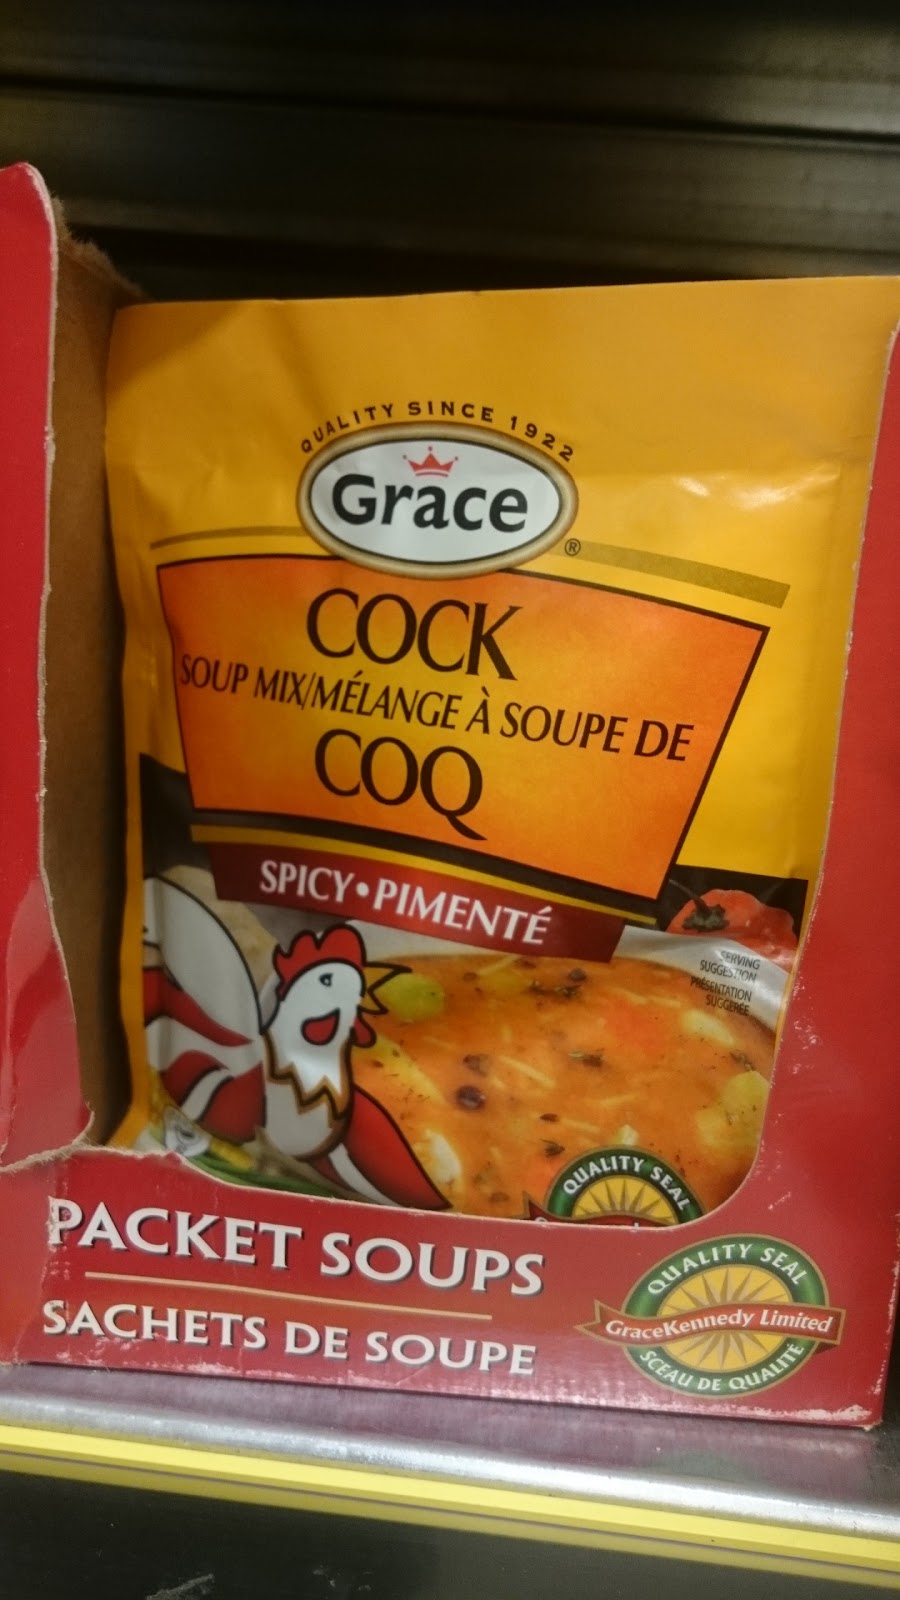 QUALITY SINCE 1922
Grace
®
COCK
SOUP MIX/MÉLANGE À SOUPE DE
COQ
SPICY • PIMENTÉ
SERVING
SUGGESTION
PRÉSENTATION
SUGGÉRÉE
QUALITY SEAL
PACKET SOUPS
SACHETS DE SOUPE
QUALITY SEAL
GraceKennedy Limited
SCEAU DE QUALITÉ